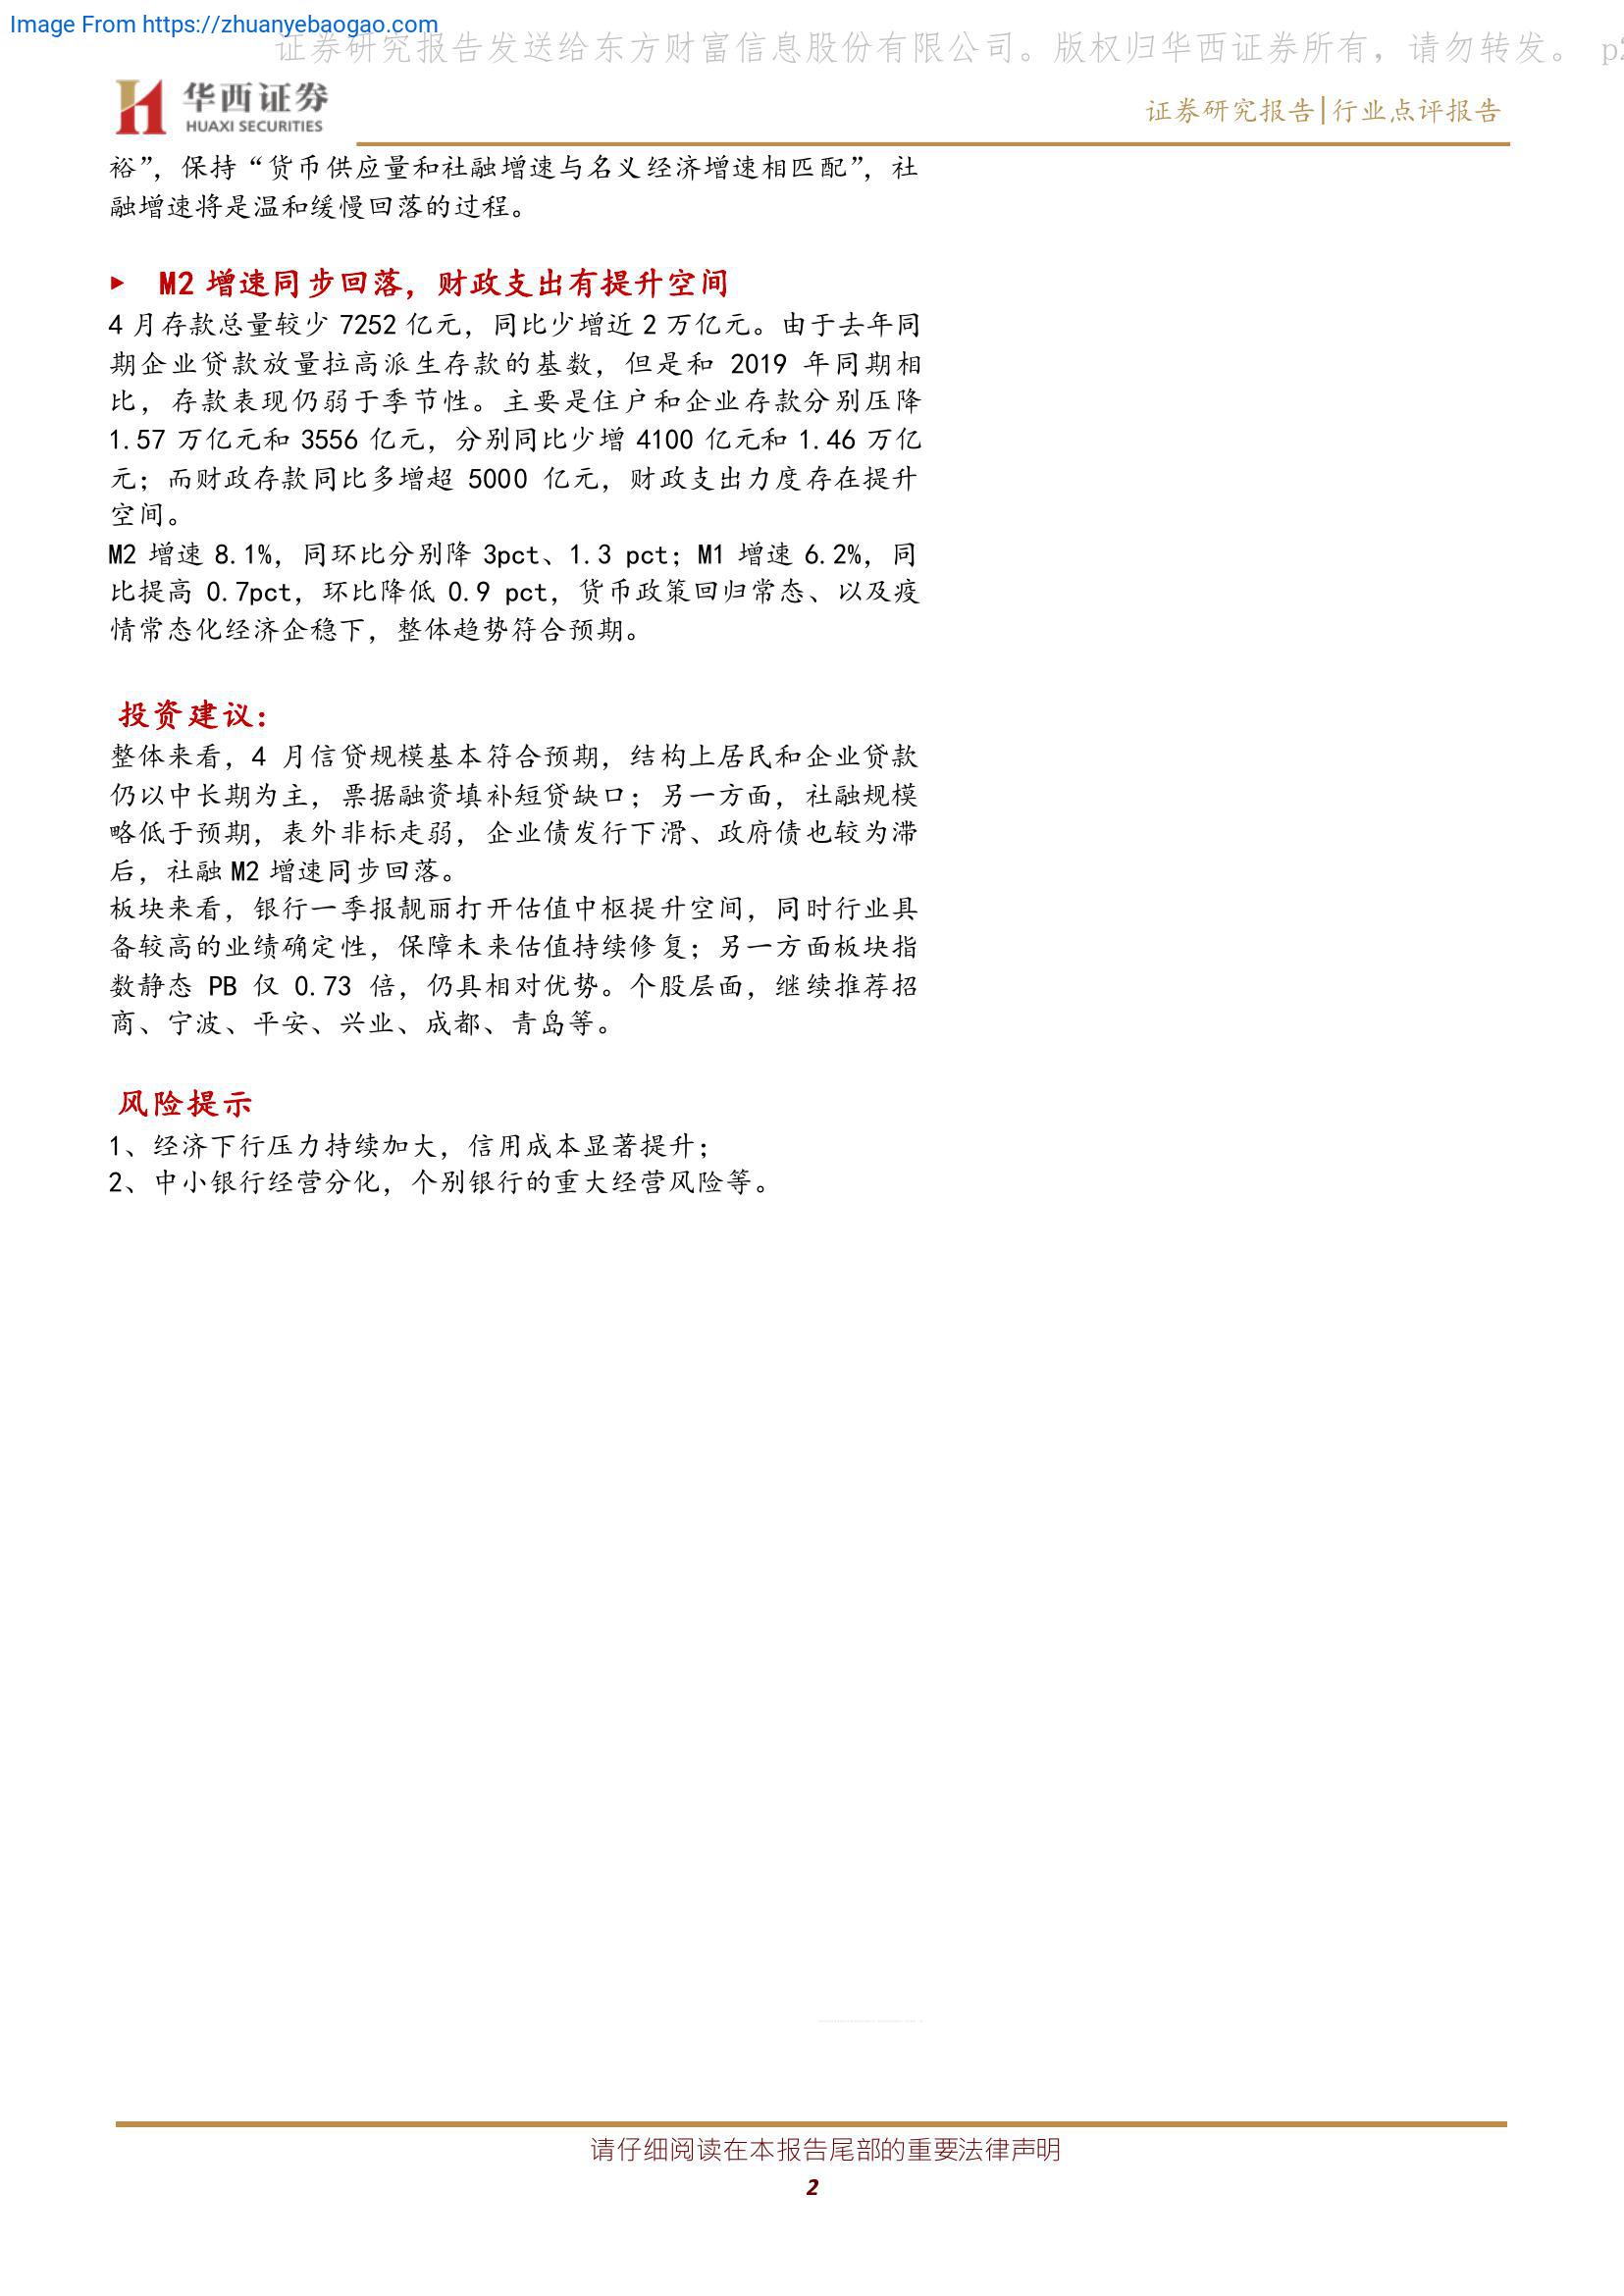 Image From https://zhuanyebaogao.com
证券研究报告发送给东方财富信息股份有限公司。版权归华西证券所有，请勿转发。 p2
华西证券
HUAXI SECURITIES
证券研究报告|行业点评报告
裕”，保持“货币供应量和社融增速与名义经济增速相匹配”，社
融增速将是温和缓慢回落的过程。
► M2 增速同步回落，财政支出有提升空间
4 月存款总量较少 7252 亿元，同比少增近 2 万亿元。由于去年同
期企业贷款放量拉高派生存款的基数，但是和 2019 年同期相
比，存款表现仍弱于季节性。主要是住户和企业存款分别压降
1.57 万亿元和 3556 亿元，分别同比少增 4100 亿元和 1.46 万亿
元；而财政存款同比多增超 5000 亿元，财政支出力度存在提升
空间。
M2 增速 8.1%，同环比分别降 3pct、1.3 pct；M1 增速 6.2%，同
比提高 0.7pct，环比降低 0.9 pct，货币政策回归常态、以及疫
情常态化经济企稳下，整体趋势符合预期。
投资建议：
整体来看，4 月信贷规模基本符合预期，结构上居民和企业贷款
仍以中长期为主，票据融资填补短贷缺口；另一方面，社融规模
略低于预期，表外非标走弱，企业债发行下滑、政府债也较为滞
后，社融 M2 增速同步回落。
板块来看，银行一季报靓丽打开估值中枢提升空间，同时行业具
备较高的业绩确定性，保障未来估值持续修复；另一方面板块指
数静态 PB 仅 0.73 倍，仍具相对优势。个股层面，继续推荐招
商、宁波、平安、兴业、成都、青岛等。
风险提示
1、经济下行压力持续加大，信用成本显著提升；
2、中小银行经营分化，个别银行的重大经营风险等。
请仔细阅读在本报告尾部的重要法律声明
2